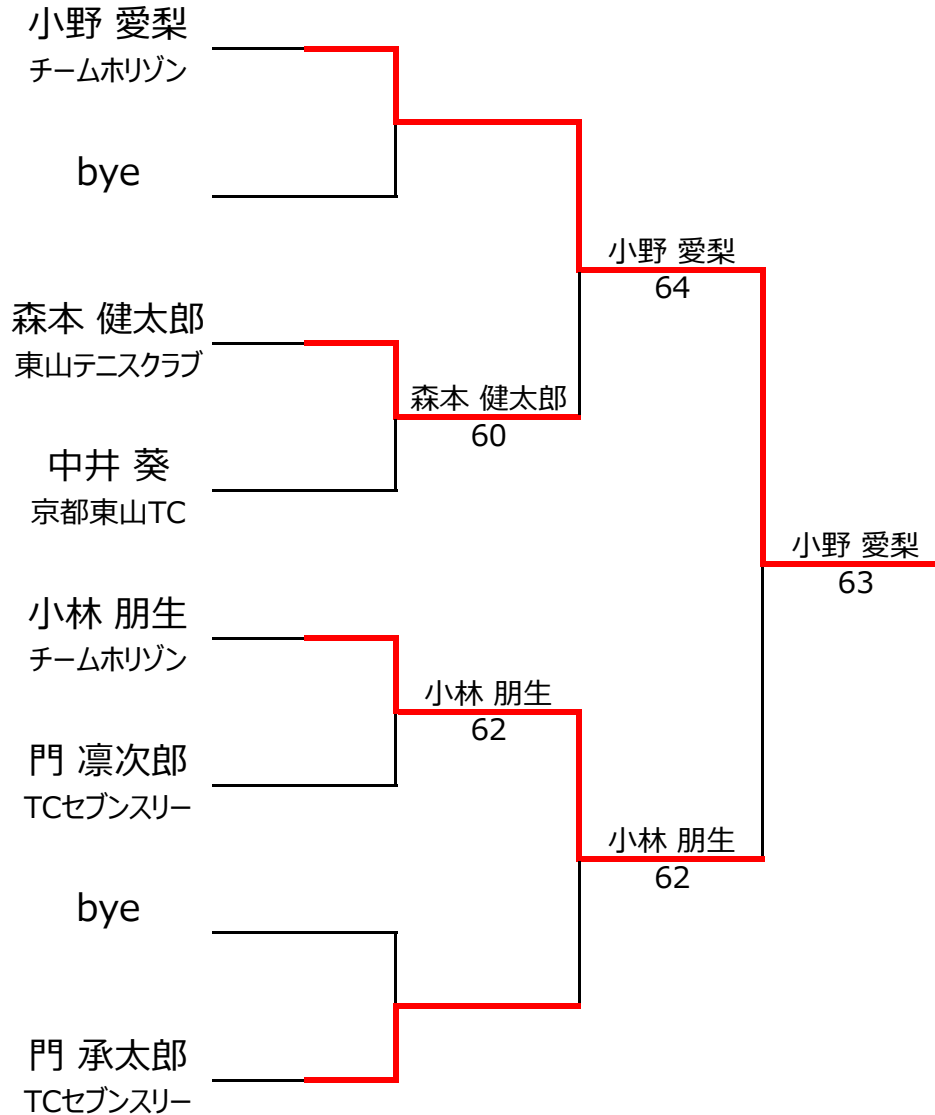 小野 愛梨
チームホリゾン
bye
小野 愛梨
64
森本 健太郎
東山テニスクラブ
森本 健太郎
60
中井 葵
京都東山TC
小野 愛梨
63
小林 朋生
チームホリゾン
小林 朋生
62
門 凛次郎
TCセブンスリー
小林 朋生
62
bye
門 承太郎
TCセブンスリー